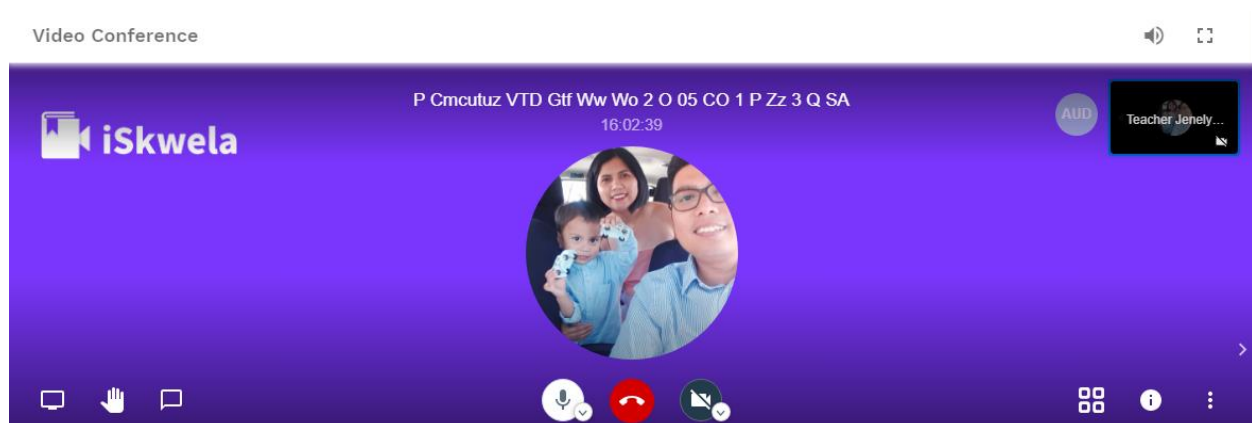 Video Conference
iSkwela
P Cmcutuz VTD Gtf Ww Wo 2 O 05 CO 1 P Zz 3 Q SA
16:02:39
AUD
Teacher Jenely...